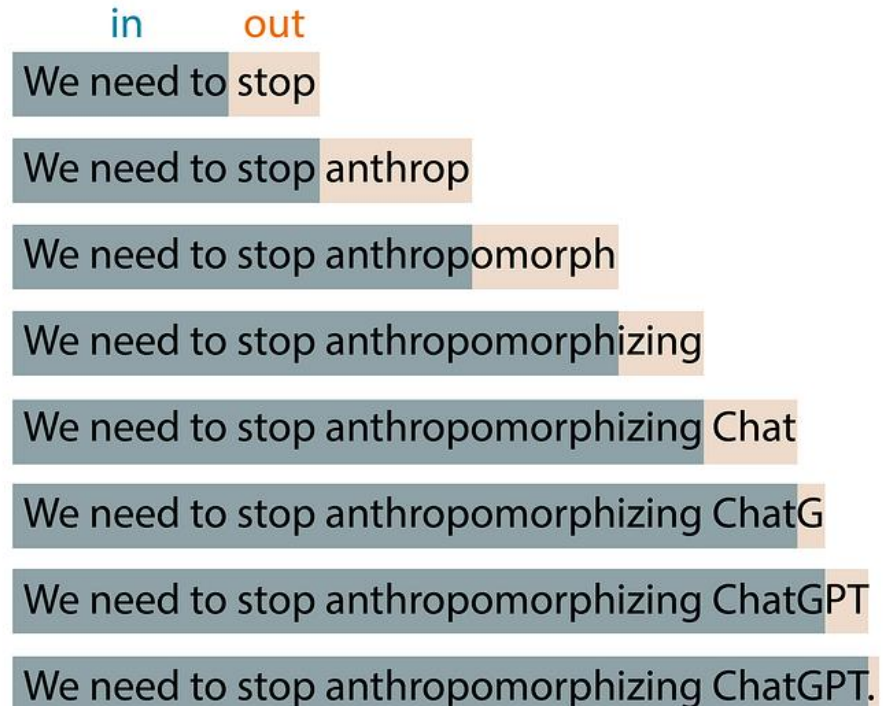 in out
We need to stop
We need to stop anthrop
We need to stop anthropomorph
We need to stop anthropomorphizing
We need to stop anthropomorphizing Chat
We need to stop anthropomorphizing ChatG
We need to stop anthropomorphizing ChatGPT
We need to stop anthropomorphizing ChatGPT.